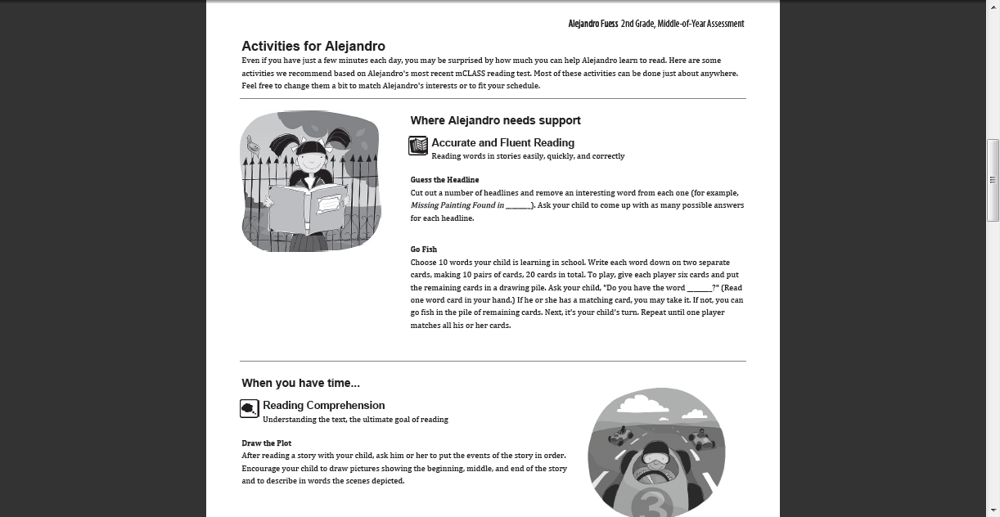 Alejandro Fuess 2nd Grade, Middle-of-Year Assessment
Activities for Alejandro
Even if you have just a few minutes each day, you may be surprised by how much you can help Alejandro learn to read. Here are some
activities we recommend based on Alejandro's most recent mCLASS reading test. Most of these activities can be done just about anywhere.
Feel free to change them a bit to match Alejandro's interests or to fit your schedule.
Where Alejandro needs support
Accurate and Fluent Reading
Reading words in stories easily, quickly, and correctly
Guess the Headline
Cut out a number of headlines and remove an interesting word from each one (for example,
Missing Painting Found in ______). Ask your child to come up with as many possible answers
for each headline.
Go Fish
Choose 10 words your child is learning in school. Write each word down on two separate
cards, making 10 pairs of cards, 20 cards in total. To play, give each player six cards and put
the remaining cards in a drawing pile. Ask your child, "Do you have the word ______?" (Read
one word card in your hand.) If he or she has a matching card, you may take it. If not, you can
go fish in the pile of remaining cards. Next, it's your child's turn. Repeat until one player
matches all his or her cards.
When you have time...
Reading Comprehension
Understanding the text, the ultimate goal of reading
Draw the Plot
After reading a story with your child, ask him or her to put the events of the story in order.
Encourage your child to draw pictures showing the beginning, middle, and end of the story
and to describe in words the scenes depicted.
3